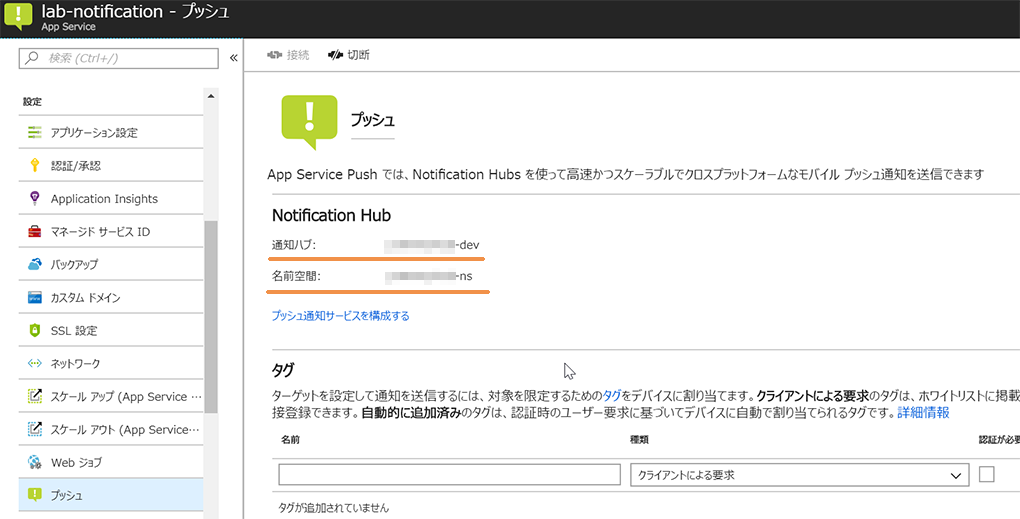 lab-notification - プッシュ
App Service
検索 (Ctrl+/)
«
接続
切断
設定
アプリケーション設定
認証/承認
Application Insights
マネージド サービス ID
バックアップ
カスタム ドメイン
SSL 設定
ネットワーク
スケール アップ (App Service ...
スケール アウト (App Service...
Web ジョブ
プッシュ
プッシュ
App Service Push では、Notification Hubs を使って高速かつスケーラブルでクロスプラットフォームなモバイル プッシュ通知を送信できます
Notification Hub
通知ハブ: -dev
名前空間: -ns
プッシュ通知サービスを構成する
タグ
ターゲットを設定して通知を送信するには、対象を限定するためのタグをデバイスに割り当てます。クライアントによる要求のタグは、ホワイトリストに掲載
接登録できます。自動的に追加済みのタグは、認証時のユーザー要求に基づいてデバイスに自動で割り当てられるタグです。詳細情報
名前 種類 認証が必要
クライアントによる要求
タグが追加されていません